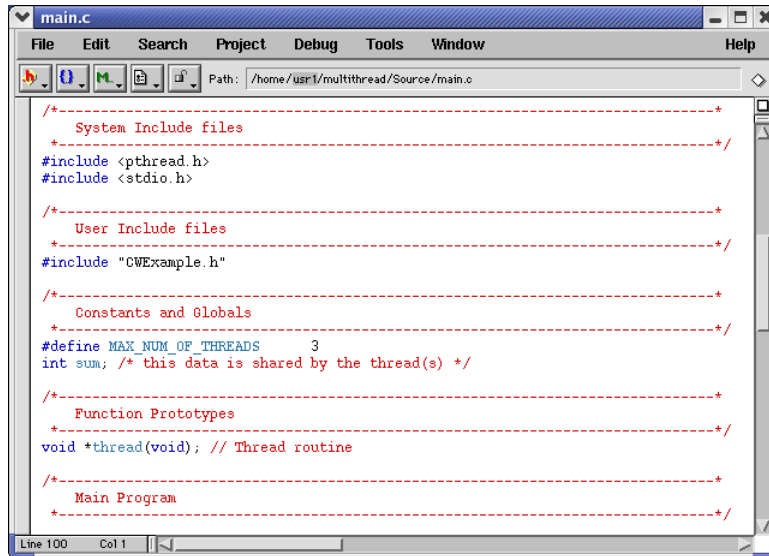 main.c
File Edit Search Project Debug Tools Window Help
h. {} M. Path: /home/usr1/multithread/Source/main.c
/*-----------------------------------------------------------------------------*
System Include files
*-----------------------------------------------------------------------------*/
#include <pthread.h>
#include <stdio.h>
/*-----------------------------------------------------------------------------*
User Include files
*-----------------------------------------------------------------------------*/
#include "CWExample.h"
/*-----------------------------------------------------------------------------*
Constants and Globals
*-----------------------------------------------------------------------------*/
#define MAX_NUM_OF_THREADS 3
int sum; /* this data is shared by the thread(s) */
/*-----------------------------------------------------------------------------*
Function Prototypes
*-----------------------------------------------------------------------------*/
void *thread(void); // Thread routine
/*-----------------------------------------------------------------------------*
Main Program
*-----------------------------------------------------------------------------*/
Line 100 Col 1